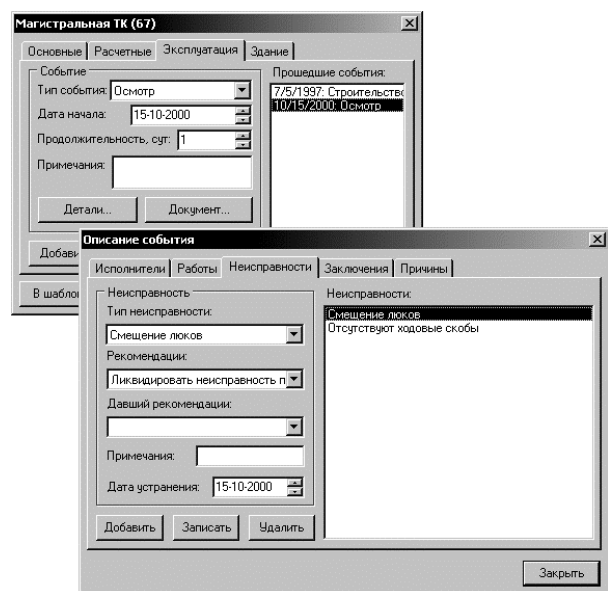 Магистральная ТК (67)
Основные Расчетные Эксплуатация Здание
Событие
Тип события: Осмотр
Дата начала: 15-10-2000
Продолжительность, сут: 1
Примечания:
Детали... Документ...
Прошедшие события:
7/5/1997: Строительство
10/15/2000: Осмотр
Описание события
Исполнители Работы Неисправности Заключения Причины
Неисправность
Тип неисправности:
Смещение люков
Рекомендации:
Ликвидировать неисправность п
Давший рекомендации:
Примечания:
Дата устранения: 15-10-2000
Добавить Записать Удалить
Неисправности:
Смещение люков
Отсутствуют ходовые скобы
Закрыть